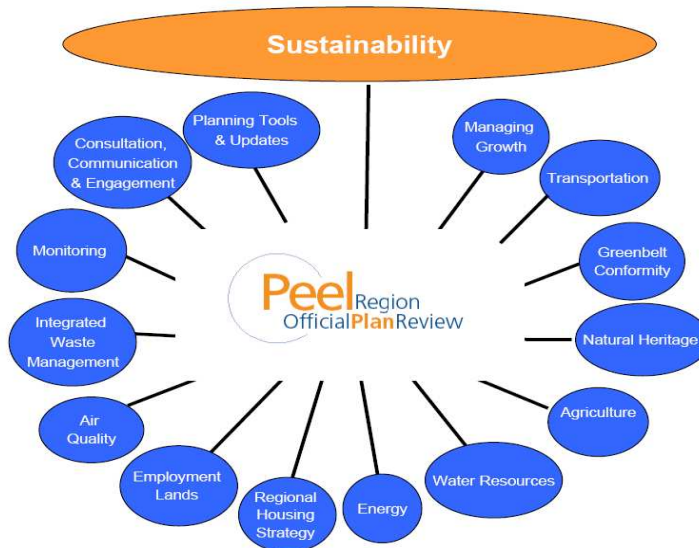 Sustainability
Planning Tools
& Updates
Managing
Growth
Consultation,
Communication
& Engagement
Transportation
Monitoring
Greenbelt
Conformity
Peel Region
Official Plan Review
Integrated
Waste
Management
Natural Heritage
Agriculture
Air
Quality
Employment
Lands
Regional
Housing
Strategy
Energy
Water Resources